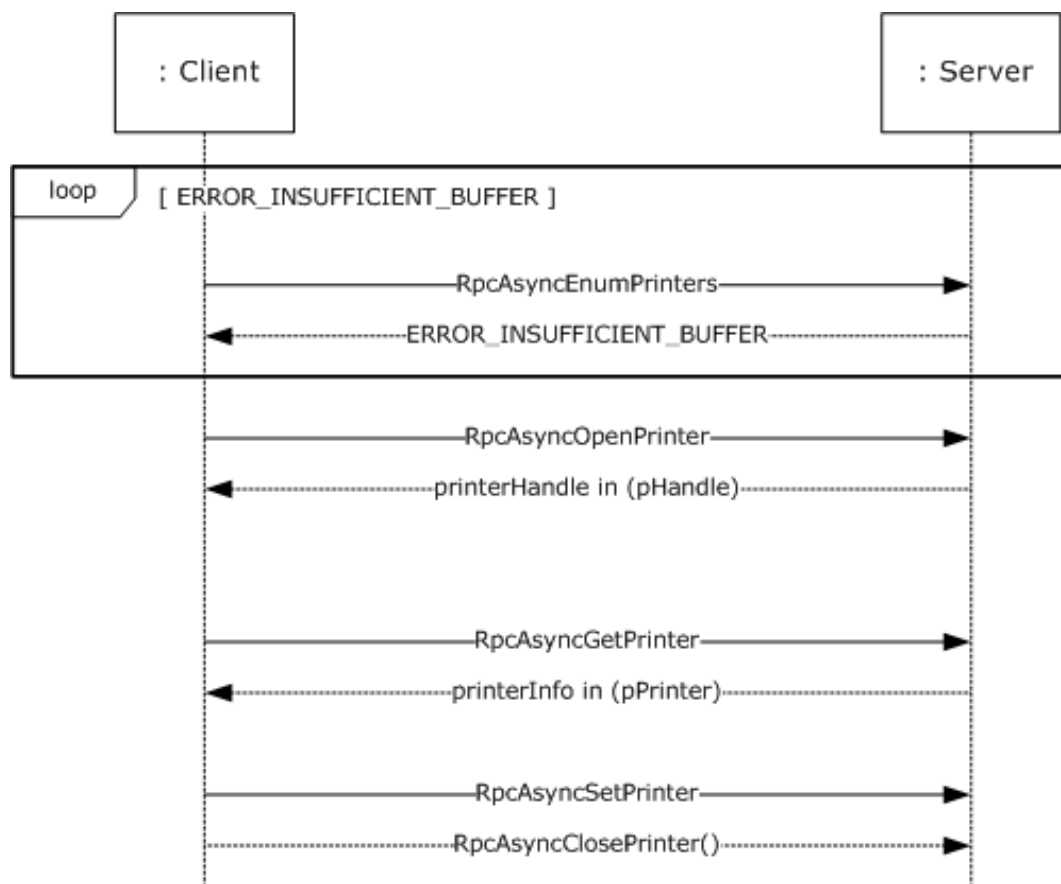 : Client
: Server
loop
[ ERROR_INSUFFICIENT_BUFFER ]
RpcAsyncEnumPrinters
ERROR_INSUFFICIENT_BUFFER
RpcAsyncOpenPrinter
printerHandle in (pHandle)
RpcAsyncGetPrinter
printerInfo in (pPrinter)
RpcAsyncSetPrinter
RpcAsyncClosePrinter()